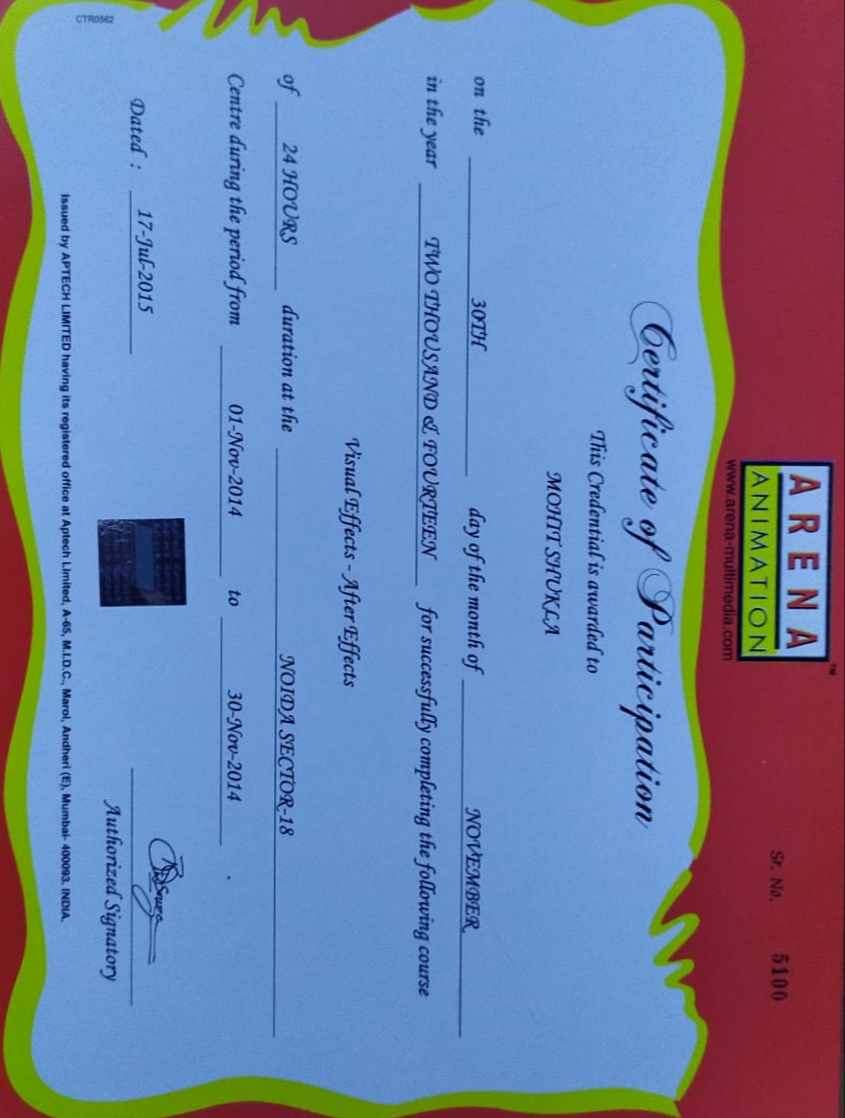 ARENA
ANIMATION
TM
www.arena-multimedia.com
Sr. No. 5100
Certificate of Participation
This Credential is awarded to
MOHIT SHUKLA
on the 30TH day of the month of NOVEMBER
in the year TWO THOUSAND & FOURTEEN for successfully completing the following course
Visual Effects - After Effects
of 24 HOURS duration at the NOIDA SECTOR-18
Centre during the period from 01-Nov-2014 to 30-Nov-2014
Dated : 17-Jul-2015
Authorized Signatory
Issued by APTECH LIMITED having its registered office at Aptech Limited, A-65, M.I.D.C., Marol, Andheri (E), Mumbai- 400093. INDIA.
CTR0562